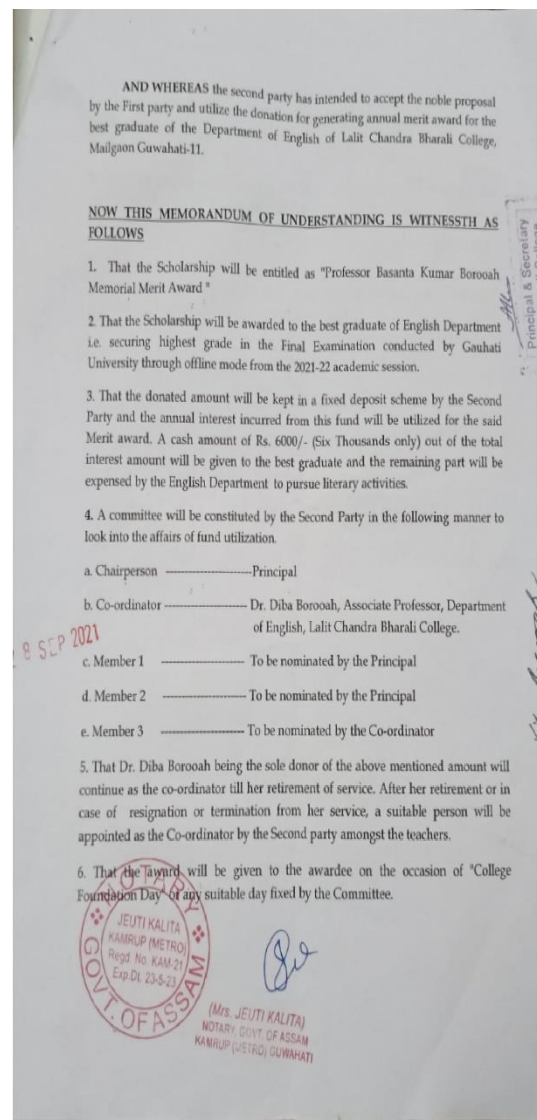 AND WHEREAS the second party has intended to accept the noble proposal
by the First party and utilize the donation for generating annual merit award for the
best graduate of the Department of English of Lalit Chandra Bharali College,
Mailgaon Guwahati-11.
NOW THIS MEMORANDUM OF UNDERSTANDING IS WITNESSTH AS
FOLLOWS
1. That the Scholarship will be entitled as "Professor Basanta Kumar Borooah
Memorial Merit Award "
2. That the Scholarship will be awarded to the best graduate of English Department
i.e. securing highest grade in the Final Examination conducted by Gauhati
University through offline mode from the 2021-22 academic session.
3. That the donated amount will be kept in a fixed deposit scheme by the Second
Party and the annual interest incurred from this fund will be utilized for the said
Merit award. A cash amount of Rs. 6000/- (Six Thousands only) out of the total
interest amount will be given to the best graduate and the remaining part will be
expensed by the English Department to pursue literary activities.
4. A committee will be constituted by the Second Party in the following manner to
look into the affairs of fund utilization.
a. Chairperson ----------------------Principal
b. Co-ordinator --------------------- Dr. Diba Borooah, Associate Professor, Department
of English, Lalit Chandra Bharali College.
8 SEP 2021
c. Member 1 --------------------- To be nominated by the Principal
d. Member 2 --------------------- To be nominated by the Principal
e. Member 3 --------------------- To be nominated by the Co-ordinator
5. That Dr. Diba Borooah being the sole donor of the above mentioned amount will
continue as the co-ordinator till her retirement of service. After her retirement or in
case of resignation or termination from her service, a suitable person will be
appointed as the Co-ordinator by the Second party amongst the teachers.
6. That the award will be given to the awardee on the occasion of "College
Foundation Day" or any suitable day fixed by the Committee.
NOTARY
JEUTI KALITA
KAMRUP (METRO)
Regd. No. KAM-21
Exp.Dt. 23-5-23
GOVT. OF ASSAM
(Mrs. JEUTI KALITA)
NOTARY, GOVT. OF ASSAM
KAMRUP (METRO) GUWAHATI
Principal & Secretary